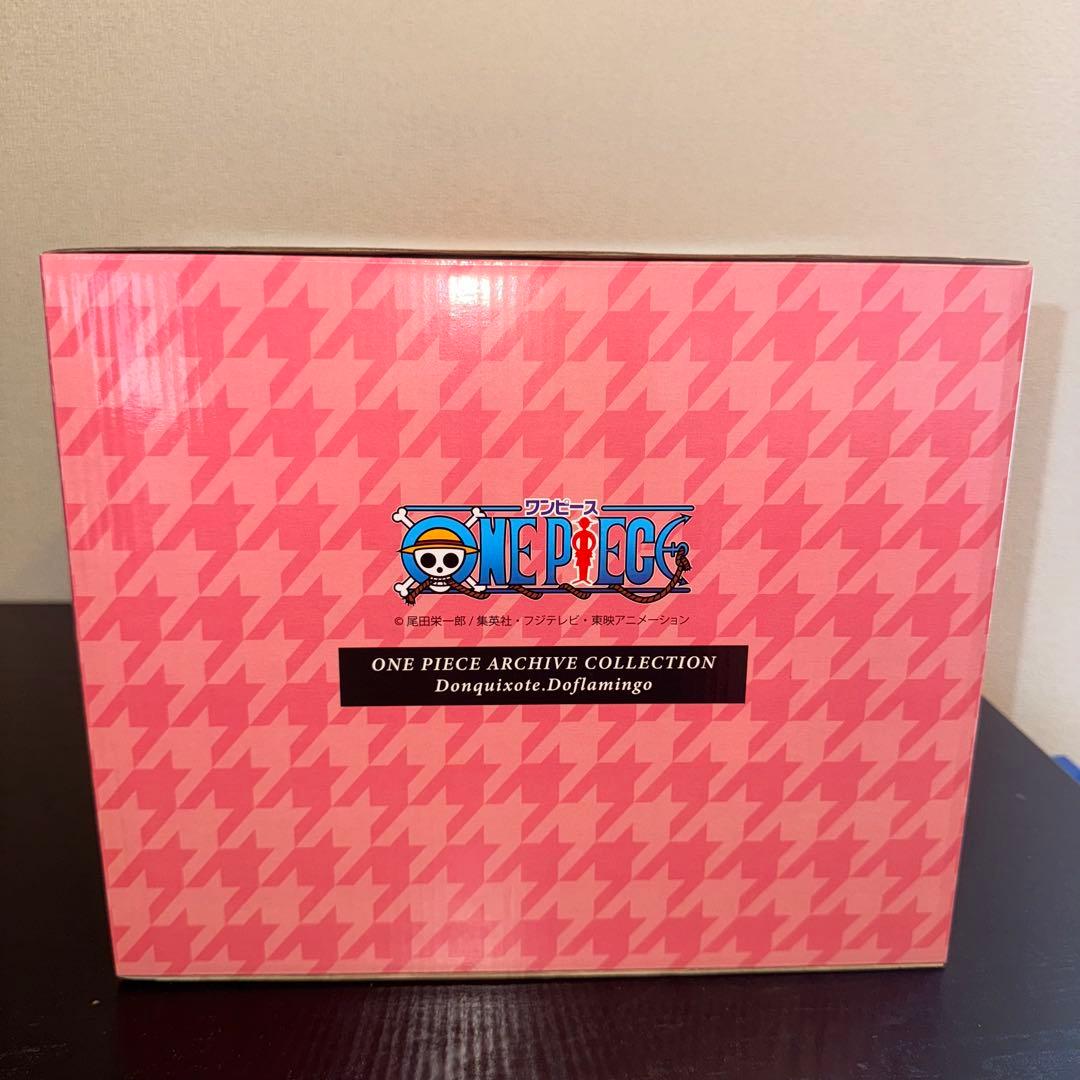 ワンピース
ONE PIECE
© 尾田栄一郎 / 集英社・フジテレビ・東映アニメーション
ONE PIECE ARCHIVE COLLECTION
Donquixote.Doflamingo